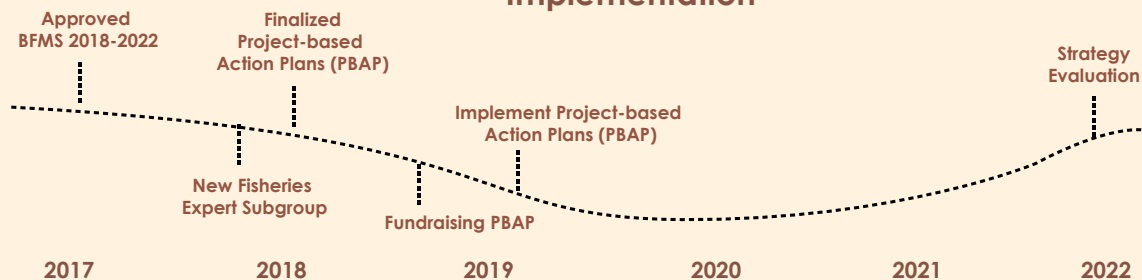 Implementation
Approved
BFMS 2018-2022
Finalized
Project-based
Action Plans (PBAP)
Strategy
Evaluation
Implement Project-based
Action Plans (PBAP)
New Fisheries
Expert Subgroup
Fundraising PBAP
2017
2018
2019
2020
2021
2022